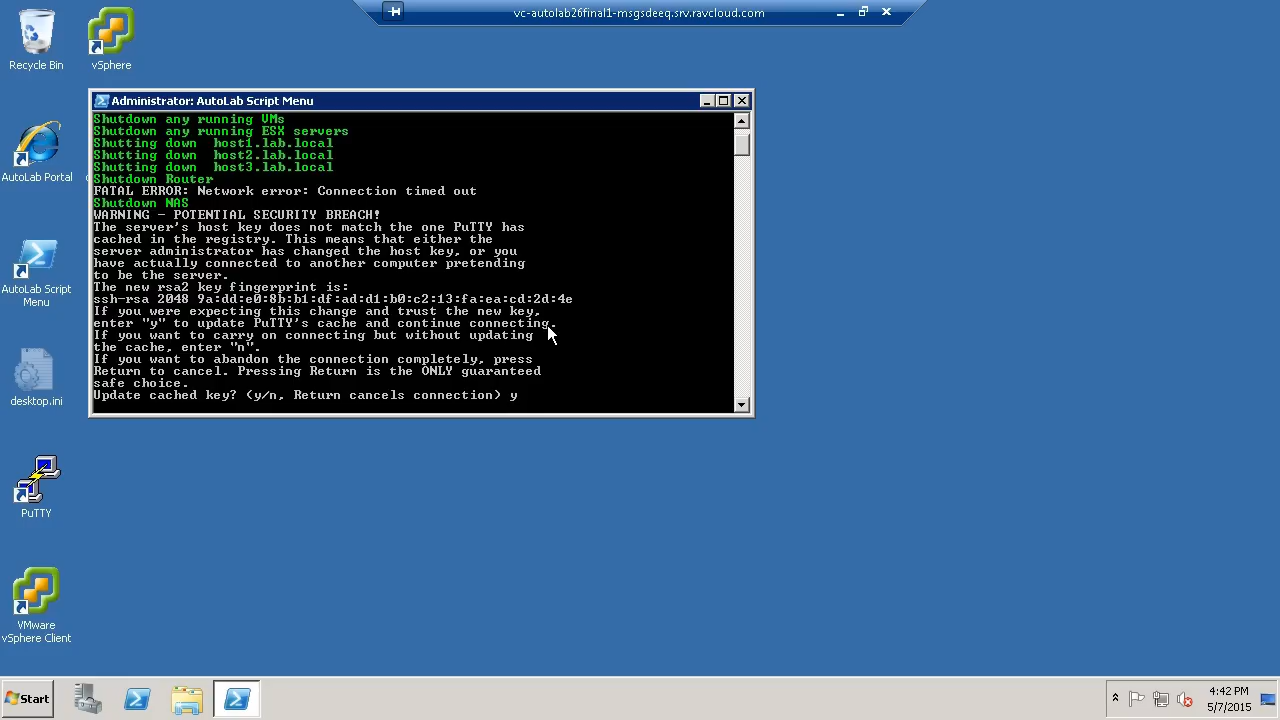 vc-autolab26final1-msgsdeeq.srv.ravcloud.com
Recycle Bin
vSphere
AutoLab Portal
AutoLab Script
Menu
desktop.ini
PuTTY
VMware
vSphere Client
Administrator: AutoLab Script Menu
Shutdown any running VMs
Shutdown any running ESX servers
Shutting down  host1.lab.local
Shutting down  host2.lab.local
Shutting down  host3.lab.local
Shutdown Router
FATAL ERROR: Network error: Connection timed out
Shutdown NAS
WARNING - POTENTIAL SECURITY BREACH!
The server's host key does not match the one PuTTY has
cached in the registry. This means that either the
server administrator has changed the host key, or you
have actually connected to another computer pretending
to be the server.
The new rsa2 key fingerprint is:
ssh-rsa 2048 9a:dd:e0:8b:b1:df:ad:d1:b0:c2:13:fa:ea:cd:2d:4e
If you were expecting this change and trust the new key,
enter "y" to update PuTTY's cache and continue connecting.
If you want to carry on connecting but without updating
the cache, enter "n".
If you want to abandon the connection completely, press
Return to cancel. Pressing Return is the ONLY guaranteed
safe choice.
Update cached key? (y/n, Return cancels connection) y
Start
4:42 PM
5/7/2015